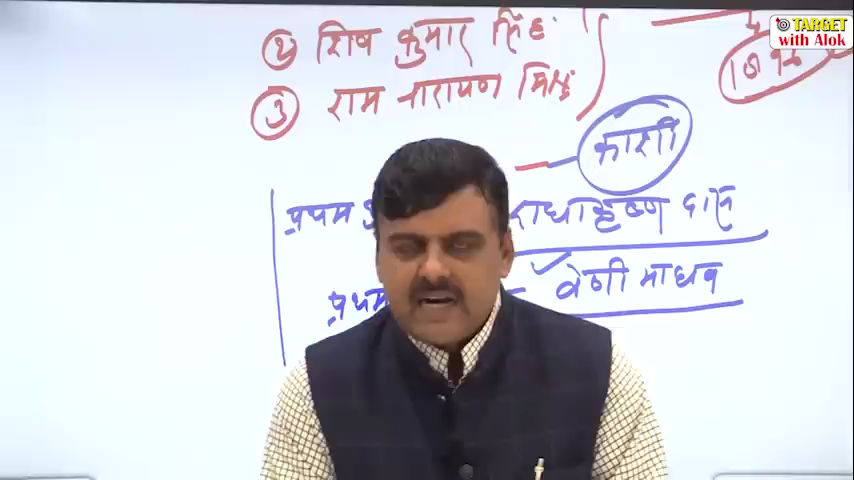 TARGET
with Alok
② शिव कुमार सिंह
③ राम नारायण मिश्र
काशी
प्रथम राधाकृष्ण दास
प्रथम वेणी माधव